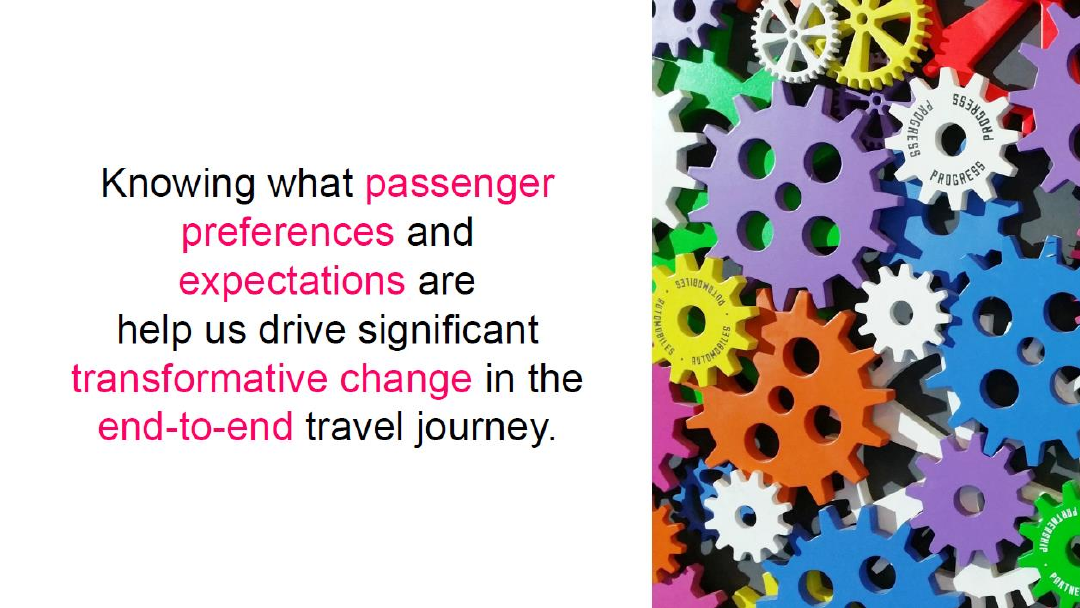 Knowing what passenger
preferences and
expectations are
help us drive significant
transformative change in the
end-to-end travel journey.
PROGRESS
PROGRESS
PROGRESS
AUTOMOBILES
AUTOMOBILES
AUTOMOBILES
PARTNERSHIP